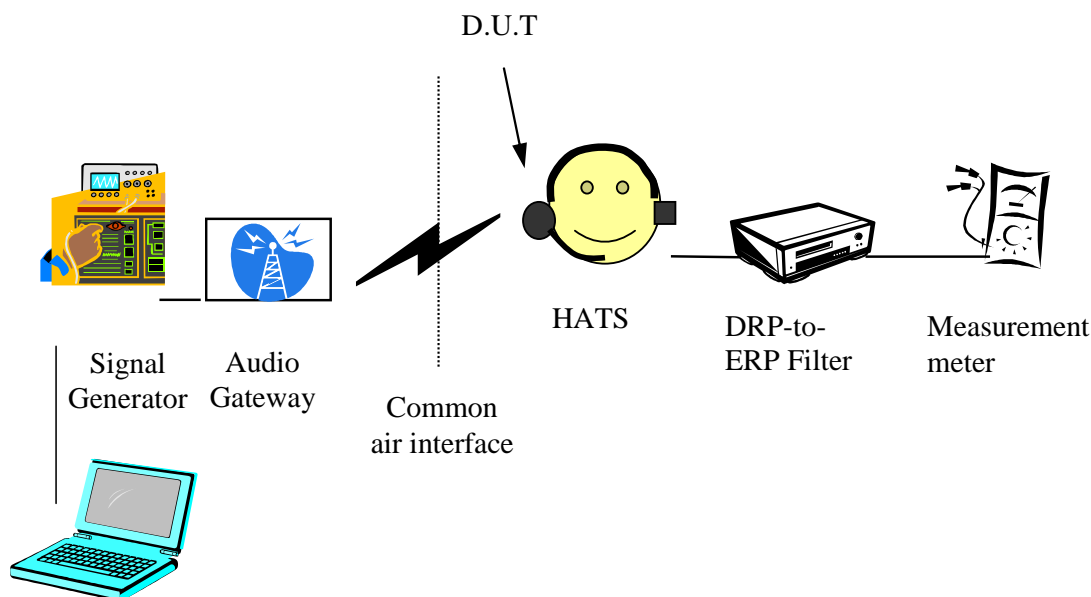 D.U.T
HATS
DRP-to-
ERP Filter
Measurement
meter
Signal
Generator
Audio
Gateway
Common
air interface